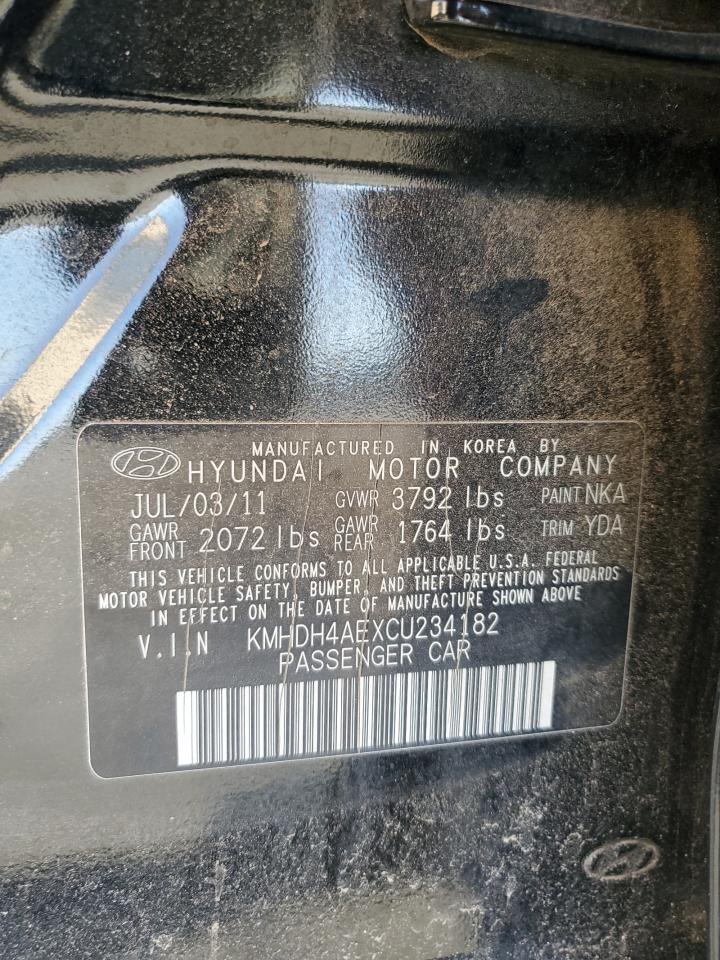 MANUFACTURED IN KOREA BY
HYUNDAI MOTOR COMPANY
JUL/03/11 GVWR 3792 lbs PAINT NKA
GAWR FRONT 2072 lbs GAWR REAR 1764 lbs TRIM YDA
THIS VEHICLE CONFORMS TO ALL APPLICABLE U.S.A. FEDERAL
MOTOR VEHICLE SAFETY, BUMPER, AND THEFT PREVENTION STANDARDS
IN EFFECT ON THE DATE OF MANUFACTURE SHOWN ABOVE
V.I.N KMHDH4AEXCU234182
PASSENGER CAR